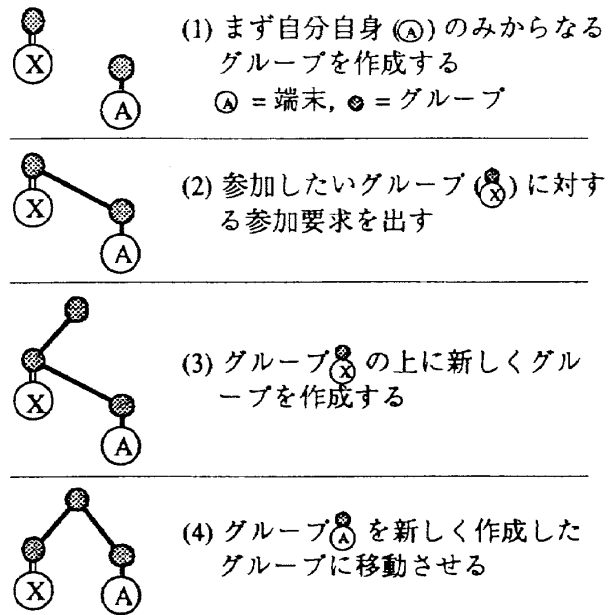 X
A
(1) まず自分自身 (Ⓐ) のみからなる
グループを作成する
Ⓐ = 端末, = グループ
X
A
(2) 参加したいグループ (Ⓧ) に対す
る参加要求を出す
X
A
(3) グループⓍ の上に新しくグル
ープを作成する
X
A
(4) グループⒶ を新しく作成した
グループに移動させる